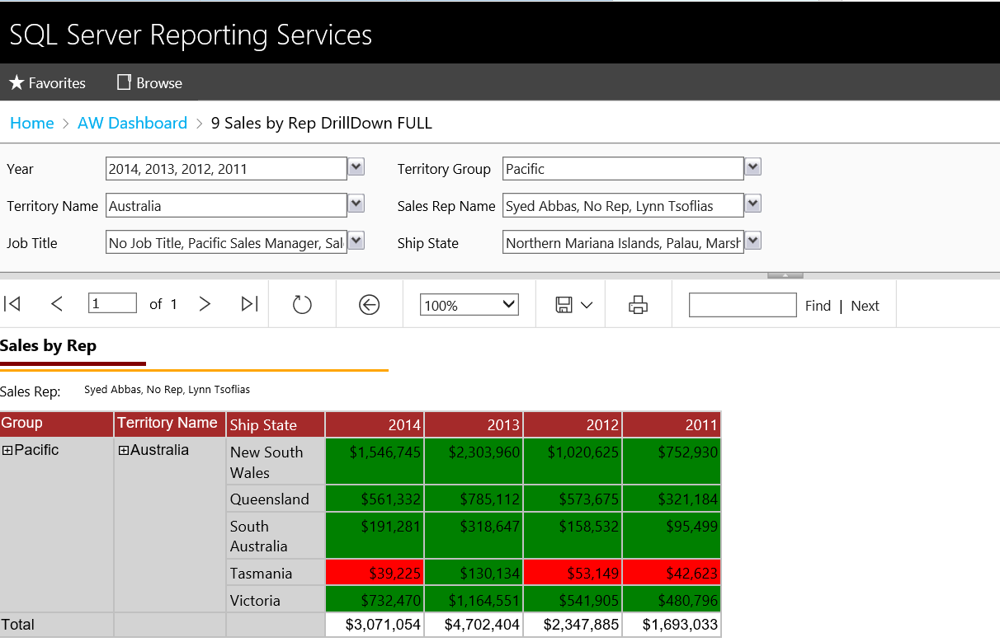 SQL Server Reporting Services
Favorites Browse
Home > AW Dashboard > 9 Sales by Rep DrillDown FULL
Year 2014, 2013, 2012, 2011 Territory Group Pacific
Territory Name Australia Sales Rep Name Syed Abbas, No Rep, Lynn Tsoflias
Job Title No Job Title, Pacific Sales Manager, Sal Ship State Northern Mariana Islands, Palau, Marsh
1 of 1 100% Find | Next
Sales by Rep
Sales Rep: Syed Abbas, No Rep, Lynn Tsoflias
Group Territory Name Ship State 2014 2013 2012 2011
Pacific Australia New South $1,546,745 $2,303,960 $1,020,625 $752,930
Wales
Queensland $561,332 $785,112 $573,675 $321,184
South $191,281 $318,647 $158,532 $95,499
Australia
Tasmania $39,225 $130,134 $53,149 $42,623
Victoria $732,470 $1,164,551 $541,905 $480,796
Total $3,071,054 $4,702,404 $2,347,885 $1,693,033